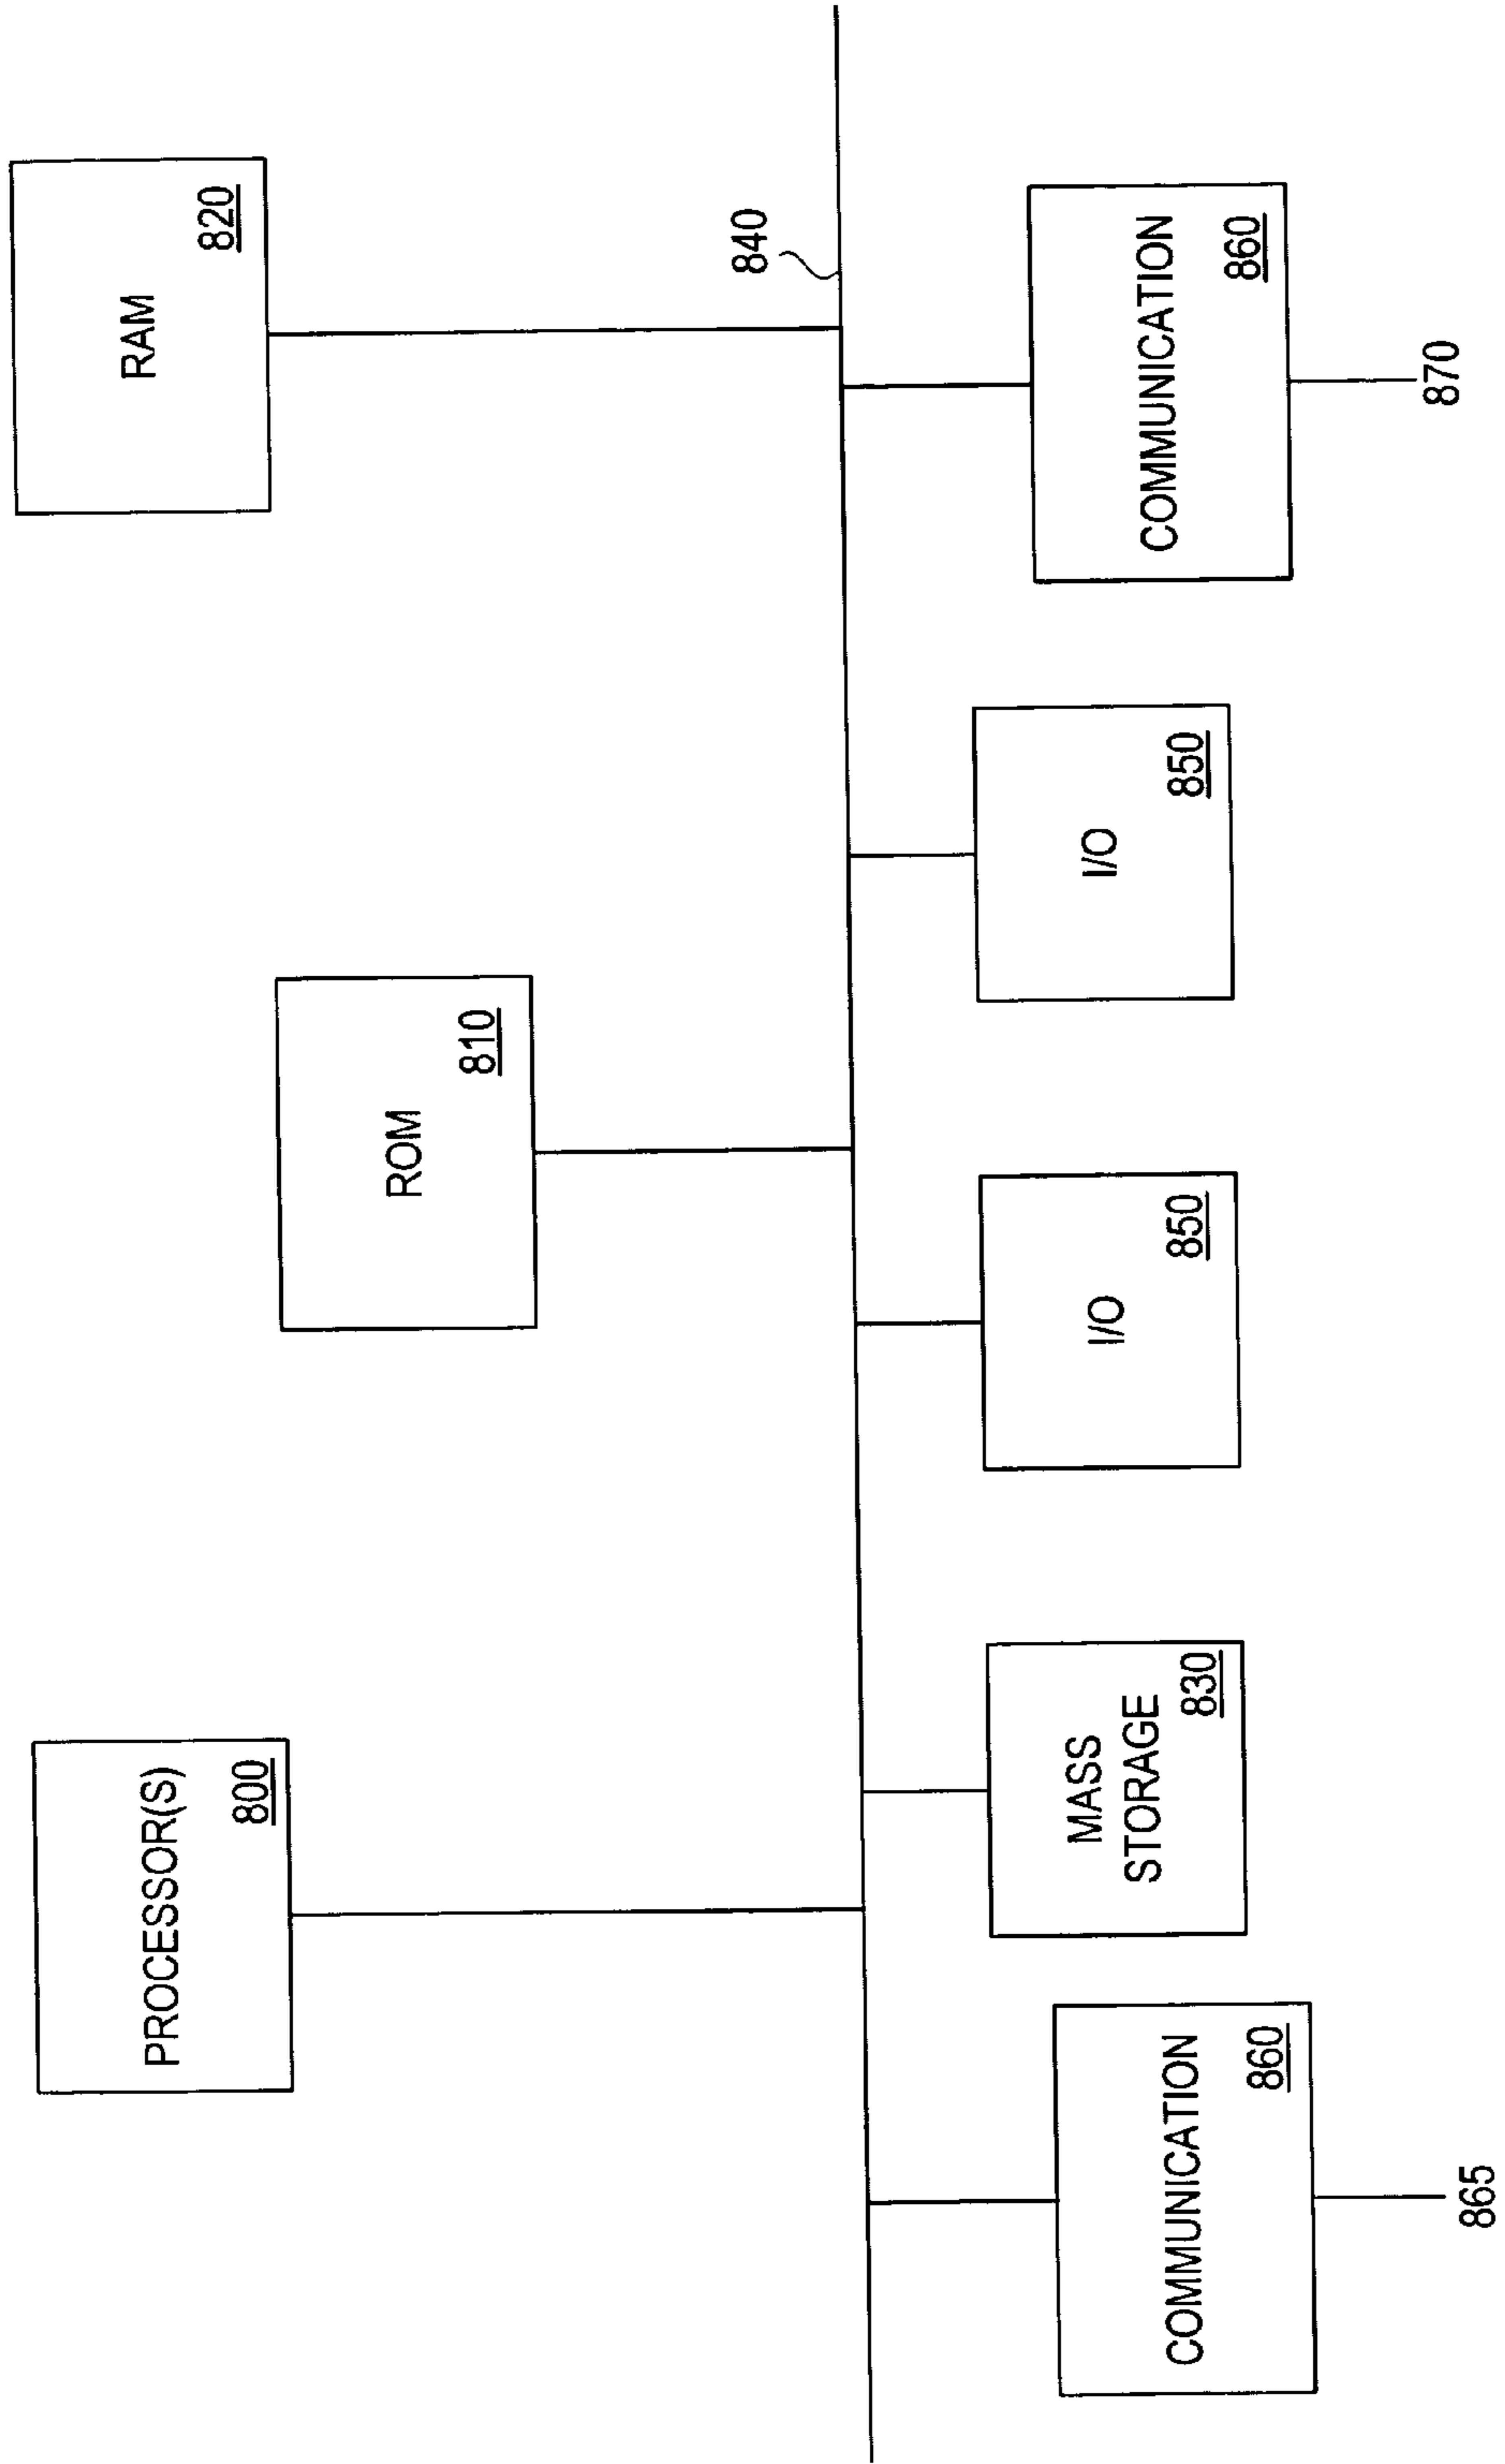 PROCESSOR(S)
800
ROM
810
RAM
820
840
COMMUNICATION
860
865
MASS
STORAGE
830
I/O
850
I/O
850
COMMUNICATION
860
870